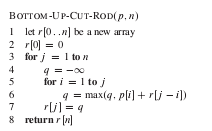 BOTTOM-UP-CUT-ROD(p, n)
1 let r[0..n] be a new array
2 r[0] = 0
3 for j = 1 to n
4 q = -∞
5 for i = 1 to j
6 q = max(q, p[i] + r[j - i])
7 r[j] = q
8 return r[n]